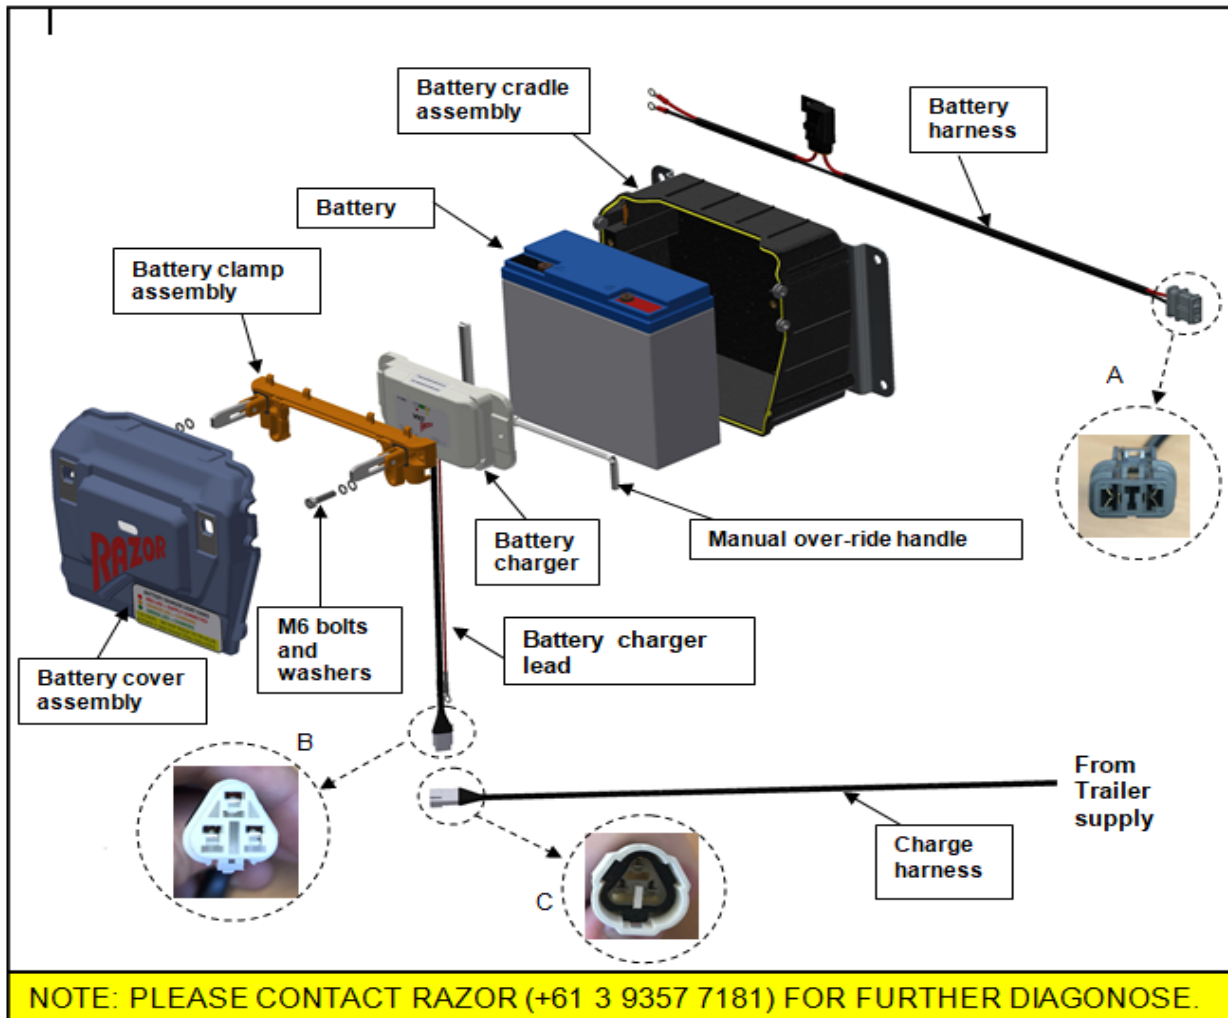 Battery cradle
assembly
Battery
harness
Battery
Battery clamp
assembly
A
Manual over-ride handle
Battery
charger
RAZOR
M6 bolts
and
washers
Battery charger
lead
Battery cover
assembly
B
From
Trailer
supply
Charge
harness
C
NOTE: PLEASE CONTACT RAZOR (+61 3 9357 7181) FOR FURTHER DIAGONOSE.